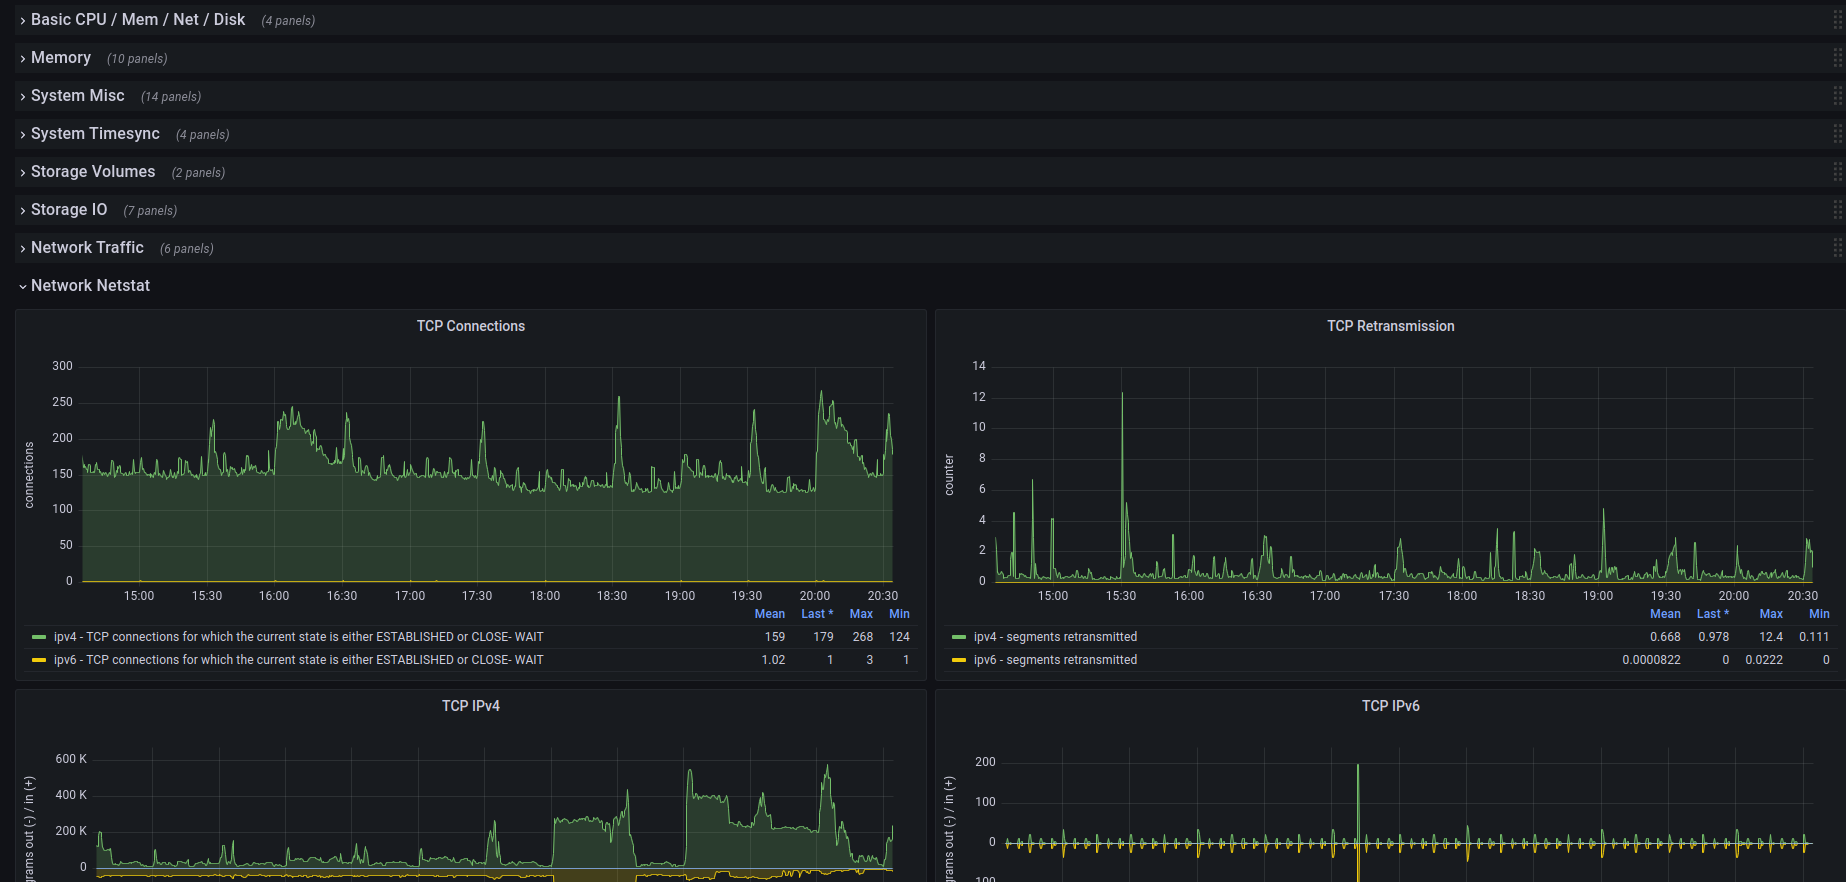 Basic CPU / Mem / Net / Disk (4 panels)
Memory (10 panels)
System Misc (14 panels)
System Timesync (4 panels)
Storage Volumes (2 panels)
Storage IO (7 panels)
Network Traffic (6 panels)
Network Netstat
TCP Connections
connections
300
250
200
150
100
50
0
15:00 15:30 16:00 16:30 17:00 17:30 18:00 18:30 19:00 19:30 20:00 20:30
Mean Last * Max Min
ipv4 - TCP connections for which the current state is either ESTABLISHED or CLOSE- WAIT 159 179 268 124
ipv6 - TCP connections for which the current state is either ESTABLISHED or CLOSE- WAIT 1.02 1 3 1
TCP Retransmission
counter
14
12
10
8
6
4
2
0
15:00 15:30 16:00 16:30 17:00 17:30 18:00 18:30 19:00 19:30 20:00 20:30
Mean Last * Max Min
ipv4 - segments retransmitted 0.668 0.978 12.4 0.111
ipv6 - segments retransmitted 0.0000822 0 0.0222 0
TCP IPv4
grams out (-) / in (+)
600 K
400 K
200 K
0
TCP IPv6
grams out (-) / in (+)
200
100
0
100